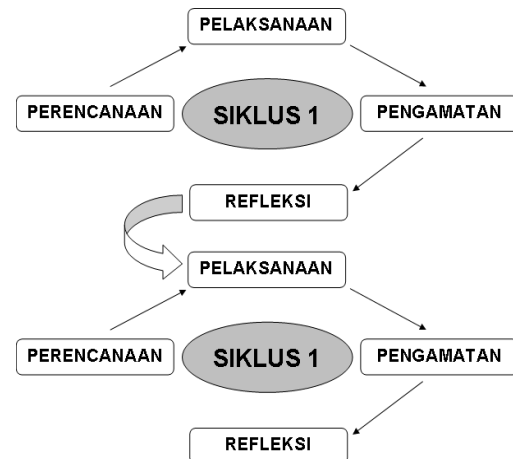 PELAKSANAAN
PERENCANAAN
SIKLUS 1
PENGAMATAN
REFLEKSI
PELAKSANAAN
PERENCANAAN
SIKLUS 1
PENGAMATAN
REFLEKSI